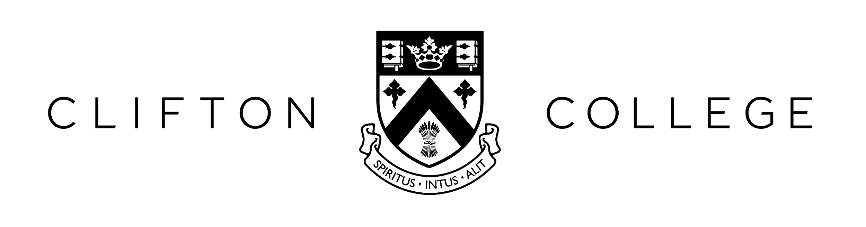 CLIFTON COLLEGE
SPIRITUS · INTUS · ALIT